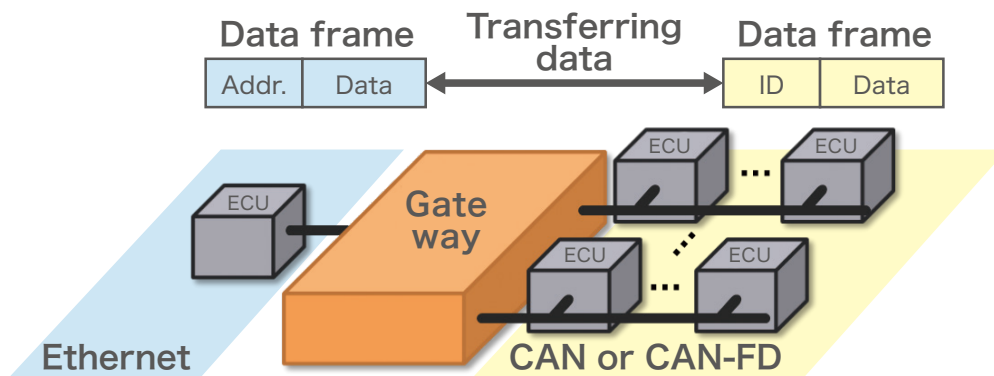 Data frame
Transferring
data
Data frame
Addr.
Data
ID
Data
ECU
ECU
ECU
Gate
way
ECU
ECU
Ethernet
CAN or CAN-FD